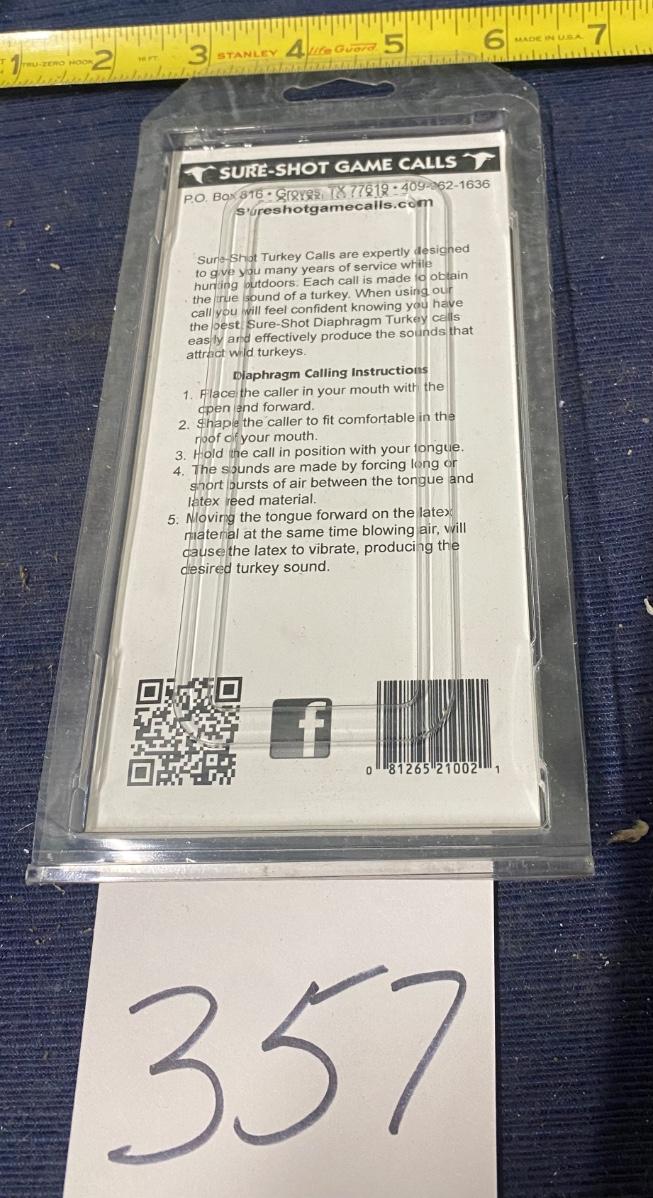 1 TRU-ZERO HOOK 2 16 FT. 3 STANLEY 4 Life Guard 5 6 MADE IN U.S.A. 7
SURE-SHOT GAME CALLS
P.O. Box 816 • Groves, TX 77619 • 409-962-1636
sureshotgamecalls.com
Sure-Shot Turkey Calls are expertly designed
to give you many years of service while
hunting outdoors. Each call is made to obtain
the true sound of a turkey. When using our
call you will feel confident knowing you have
the best. Sure-Shot Diaphragm Turkey calls
easily and effectively produce the sounds that
attract wild turkeys.
Diaphragm Calling Instructions
1. Place the caller in your mouth with the
open end forward.
2. Shape the caller to fit comfortable in the
roof of your mouth.
3. Hold the call in position with your tongue.
4. The sounds are made by forcing long or
short bursts of air between the tongue and
latex reed material.
5. Moving the tongue forward on the latex
material at the same time blowing air, will
cause the latex to vibrate, producing the
desired turkey sound.
f
0 81265 21002 1
357